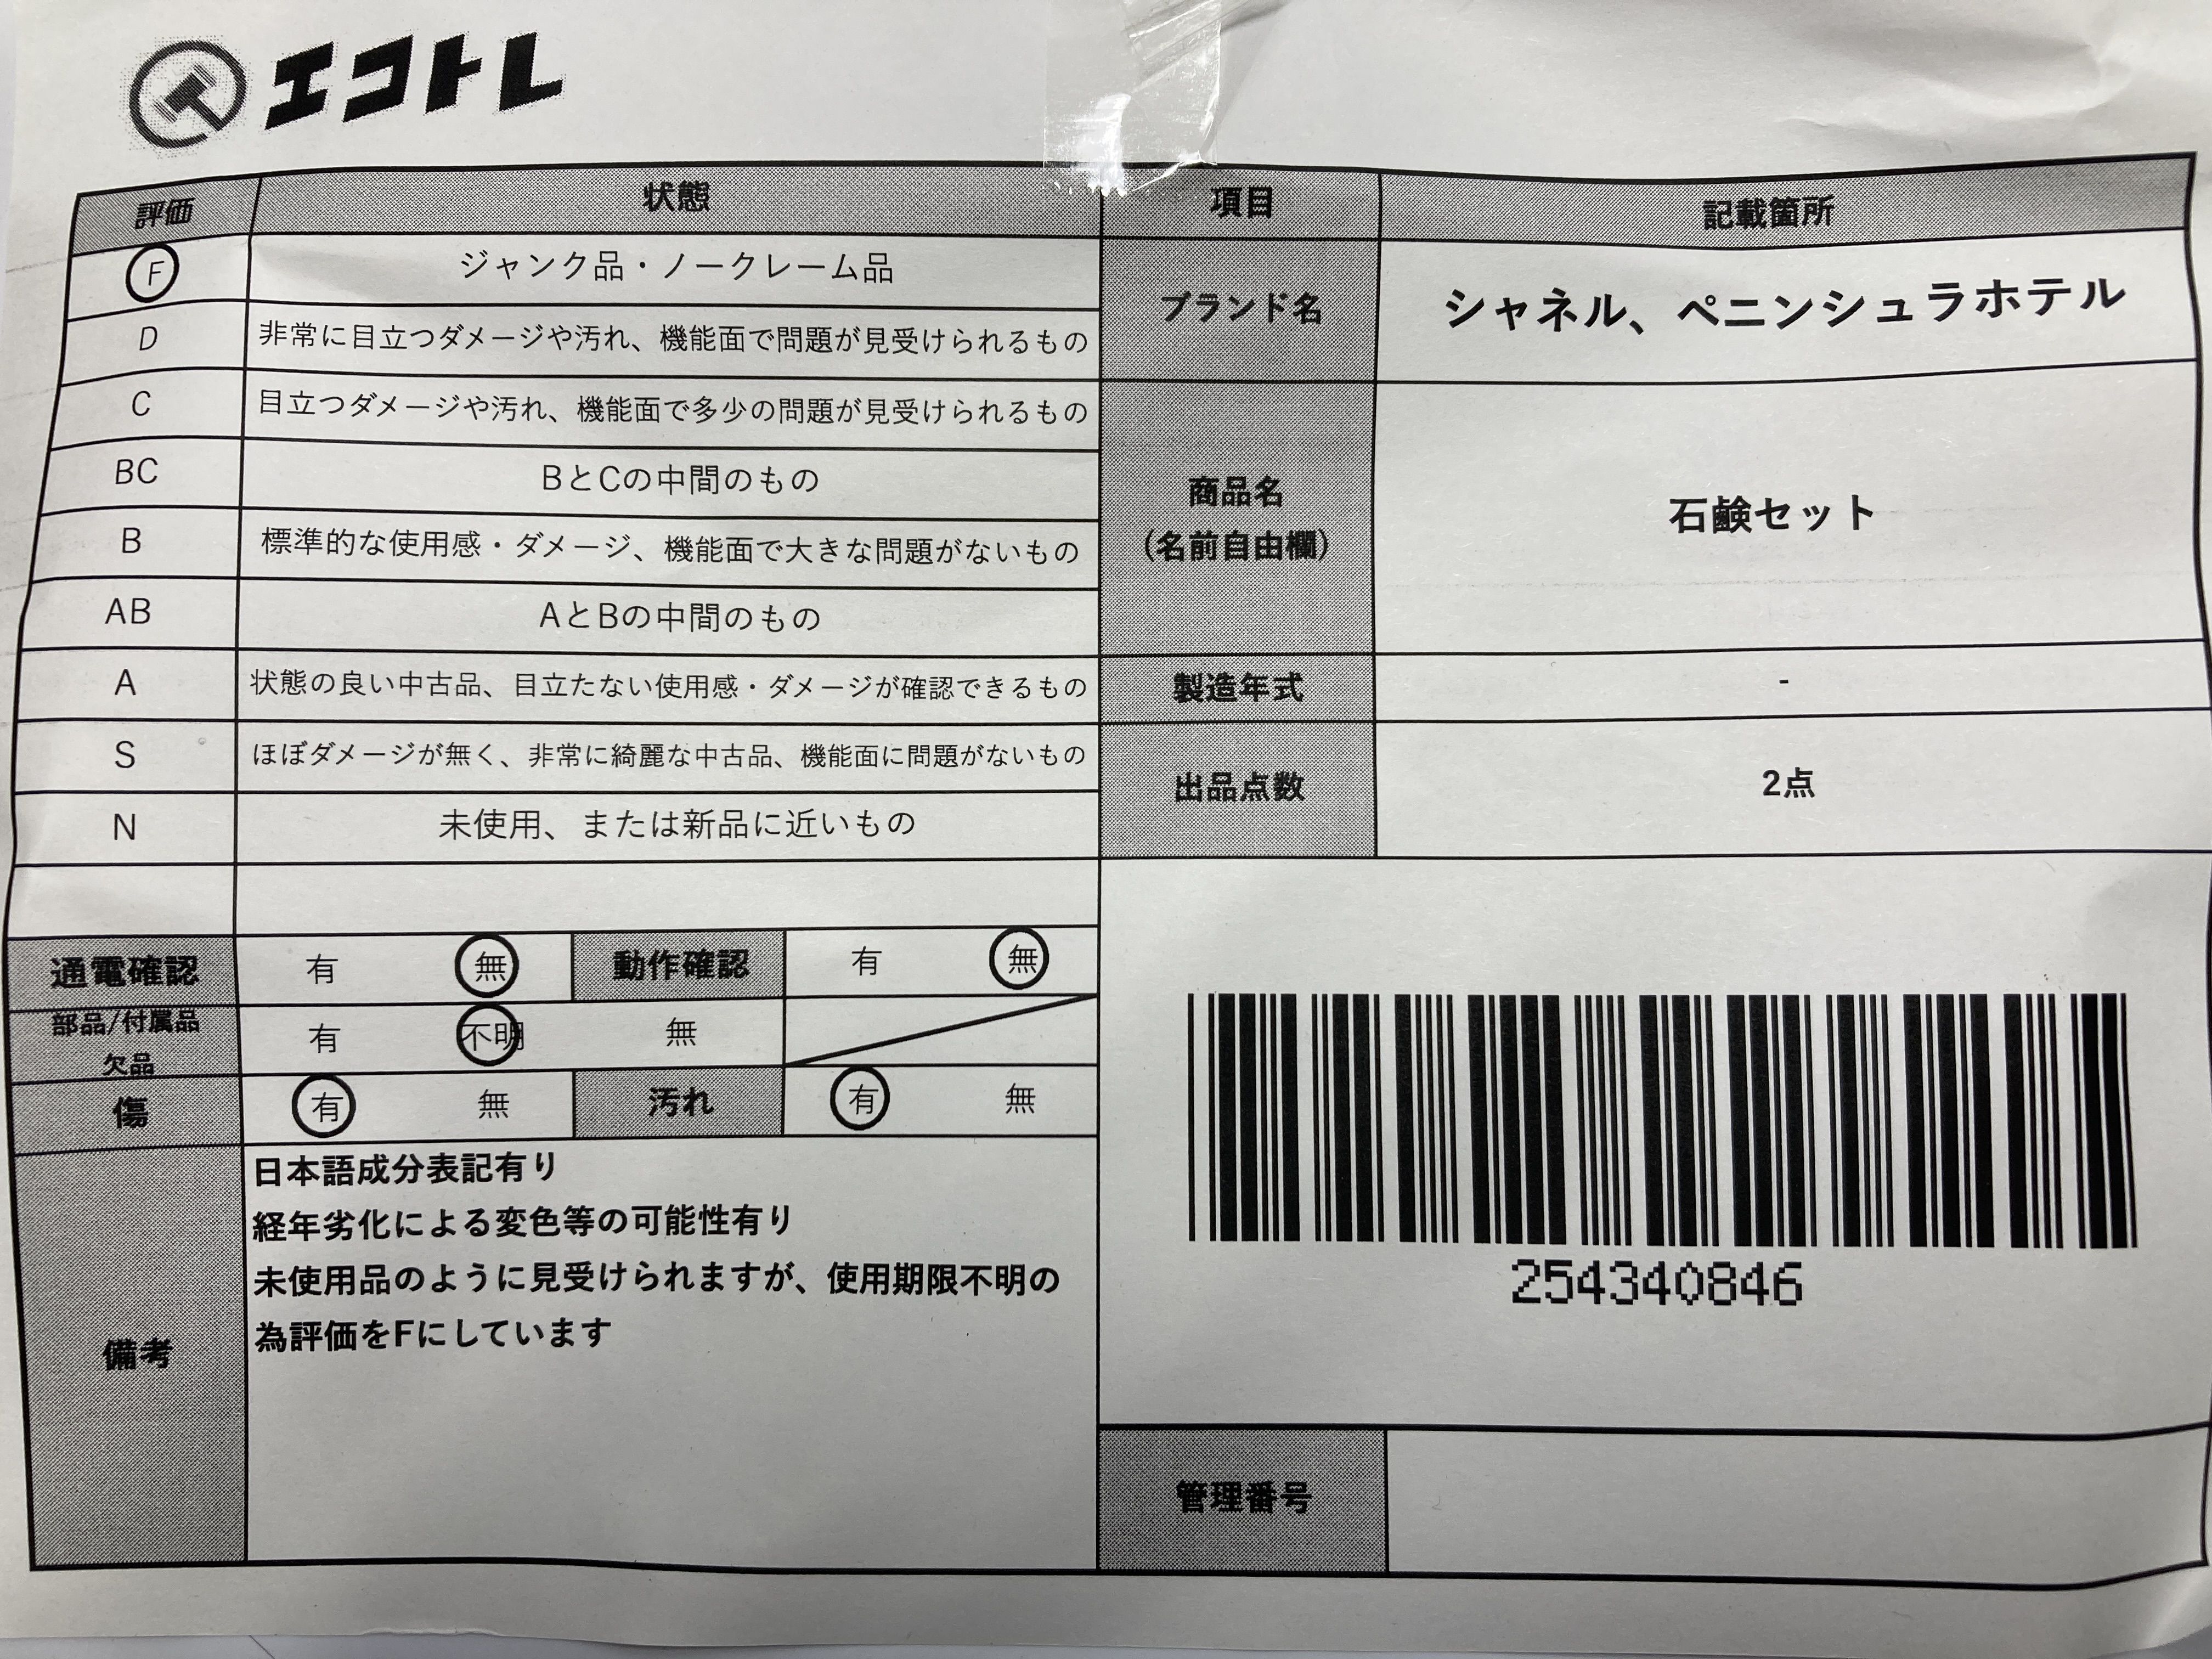 エコトレ
評価 状態
F ジャンク品・ノークレーム品
D 非常に目立つダメージや汚れ、機能面で問題が見受けられるもの
C 目立つダメージや汚れ、機能面で多少の問題が見受けられるもの
BC BとCの中間のもの
B 標準的な使用感・ダメージ、機能面で大きな問題がないもの
AB AとBの中間のもの
A 状態の良い中古品、目立たない使用感・ダメージが確認できるもの
S ほぼダメージが無く、非常に綺麗な中古品、機能面に問題がないもの
N 未使用、または新品に近いもの
通電確認 有 無 動作確認 有 無
部品/付属品
欠品 有 不明 無
傷 有 無 汚れ 有 無
備考
日本語成分表記有り
経年劣化による変色等の可能性有り
未使用品のように見受けられますが、使用期限不明の
為評価をFにしています
項目 記載箇所
ブランド名 シャネル、ペニンシュラホテル
商品名
(名前自由欄)
石鹸セット
製造年式 -
出品点数 2点
254340846
管理番号